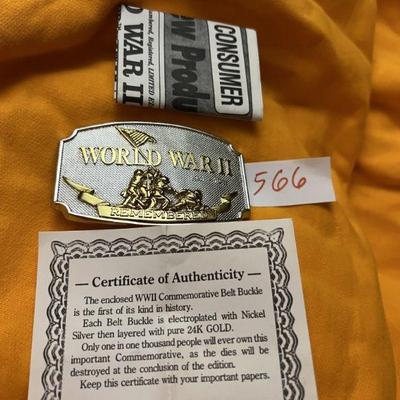 CONSUMER
New Produ
WORLD WAR II
REMEMBERED
566
— Certificate of Authenticity —
The enclosed WWII Commemorative Belt Buckle
is the first of its kind in history.
Each Belt Buckle is electroplated with Nickel
Silver then layered with pure 24K GOLD.
Only one in one thousand people will ever own this
important Commemorative, as the dies will be
destroyed at the conclusion of the edition.
Keep this certificate with your important papers.